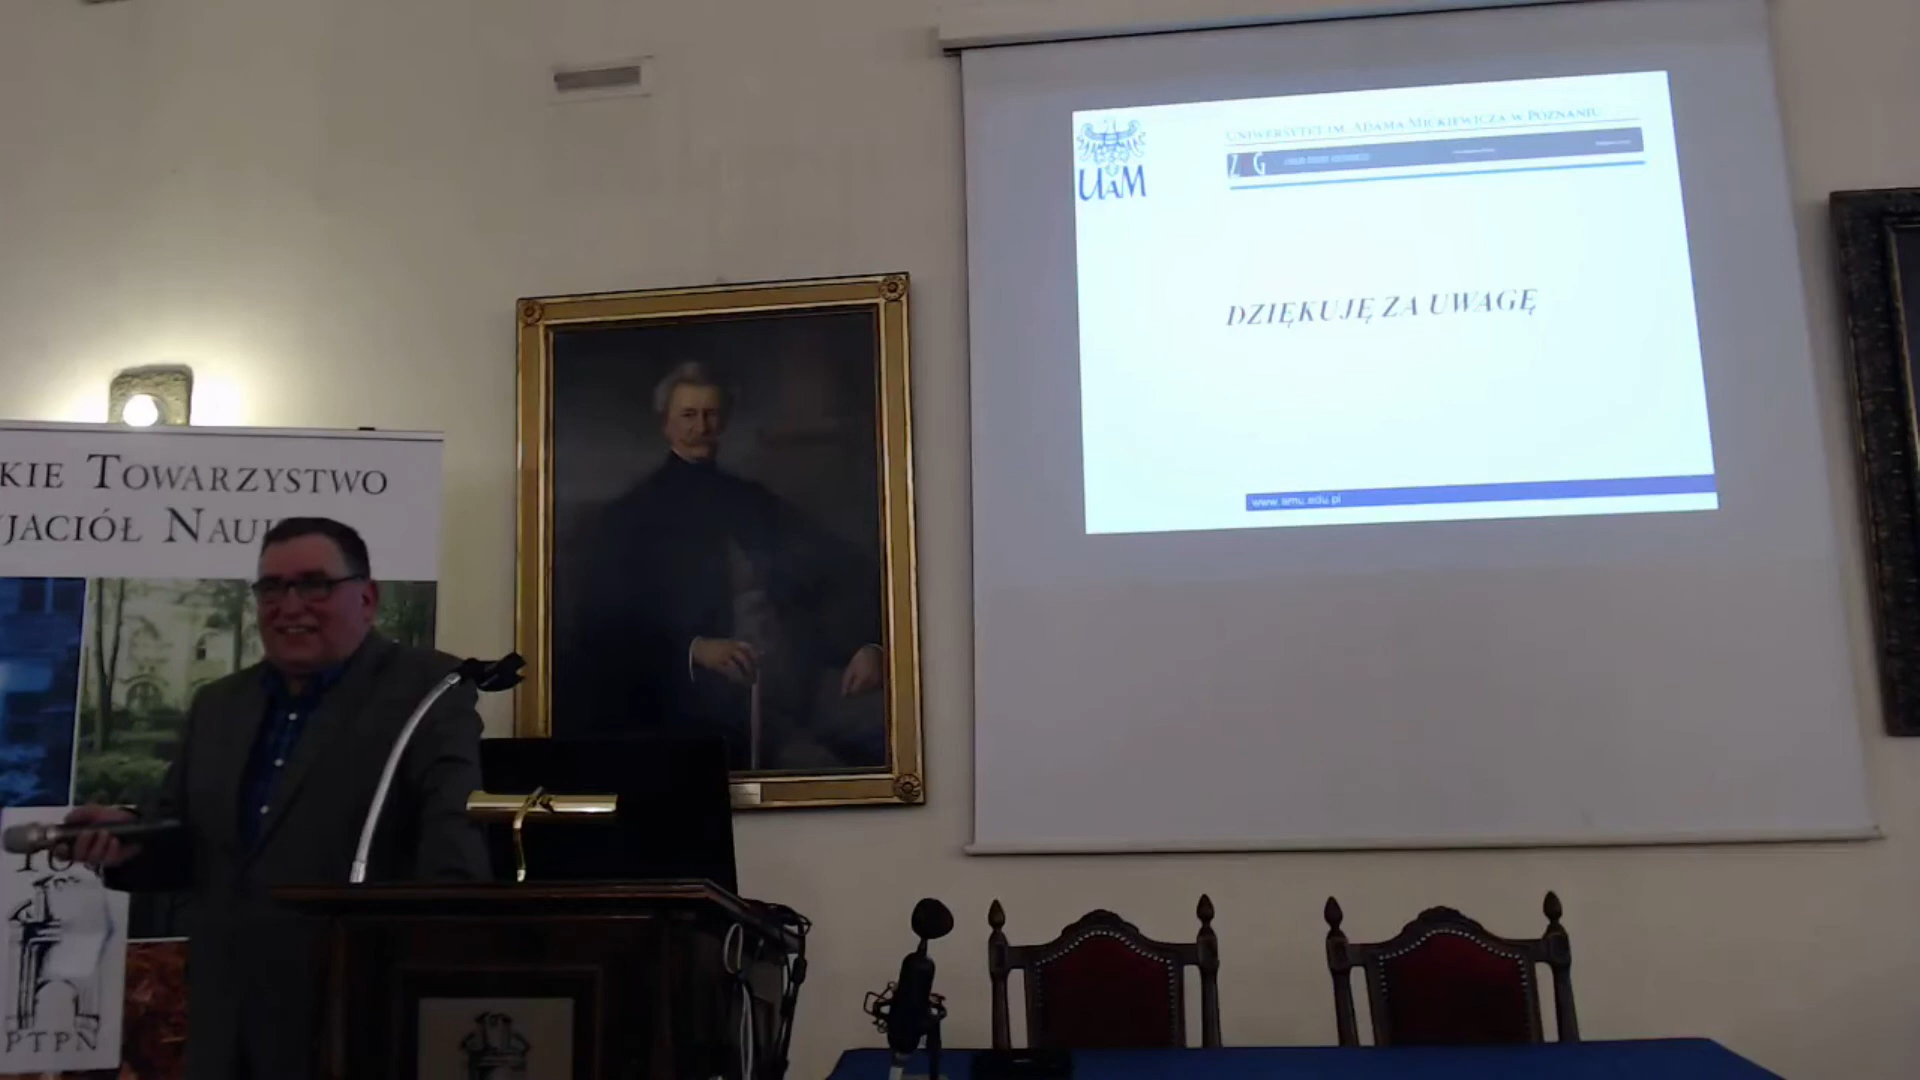 KIE TOWARZYSTWO
JACIÓŁ NAU
PTPN
UAM
UNIWERSYTET IM. ADAMA MICKIEWICZA W POZNANIU
Z G
DZIĘKUJĘ ZA UWAGĘ
www.amu.edu.pl